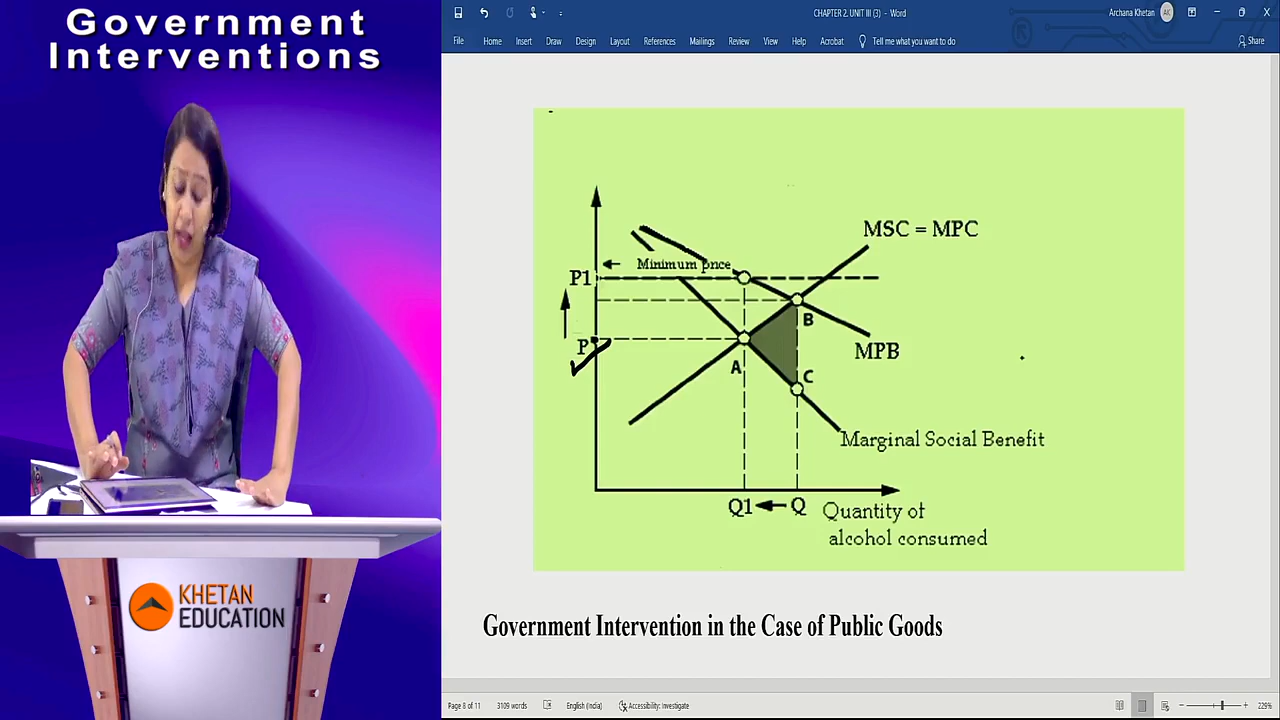 Government
Interventions
KHETAN
EDUCATION
CHAPTER 2. UNIT III (3) - Word
Archana Khetan
AK
File Home Insert Draw Design Layout References Mailings Review View Help Acrobat Tell me what you want to do
Share
MSC = MPC
Minimum price
P1
B
P
MPB
A
C
Marginal Social Benefit
Q1 Q
Quantity of
alcohol consumed
Government Intervention in the Case of Public Goods
Page 8 of 11 3109 words English (India) Accessibility: Investigate
229%